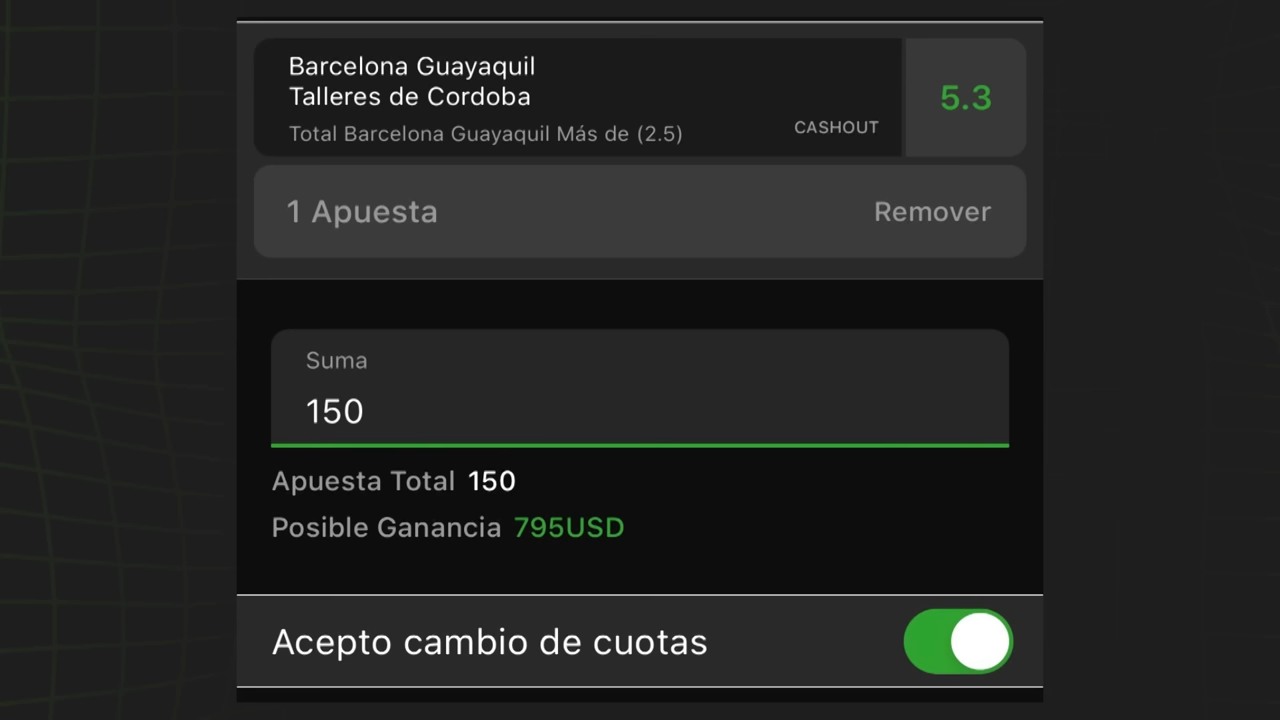 Barcelona Guayaquil
Talleres de Cordoba
Total Barcelona Guayaquil Más de (2.5)
CASHOUT
5.3
1 Apuesta
Remover
Suma
150
Apuesta Total 150
Posible Ganancia 795USD
Acepto cambio de cuotas